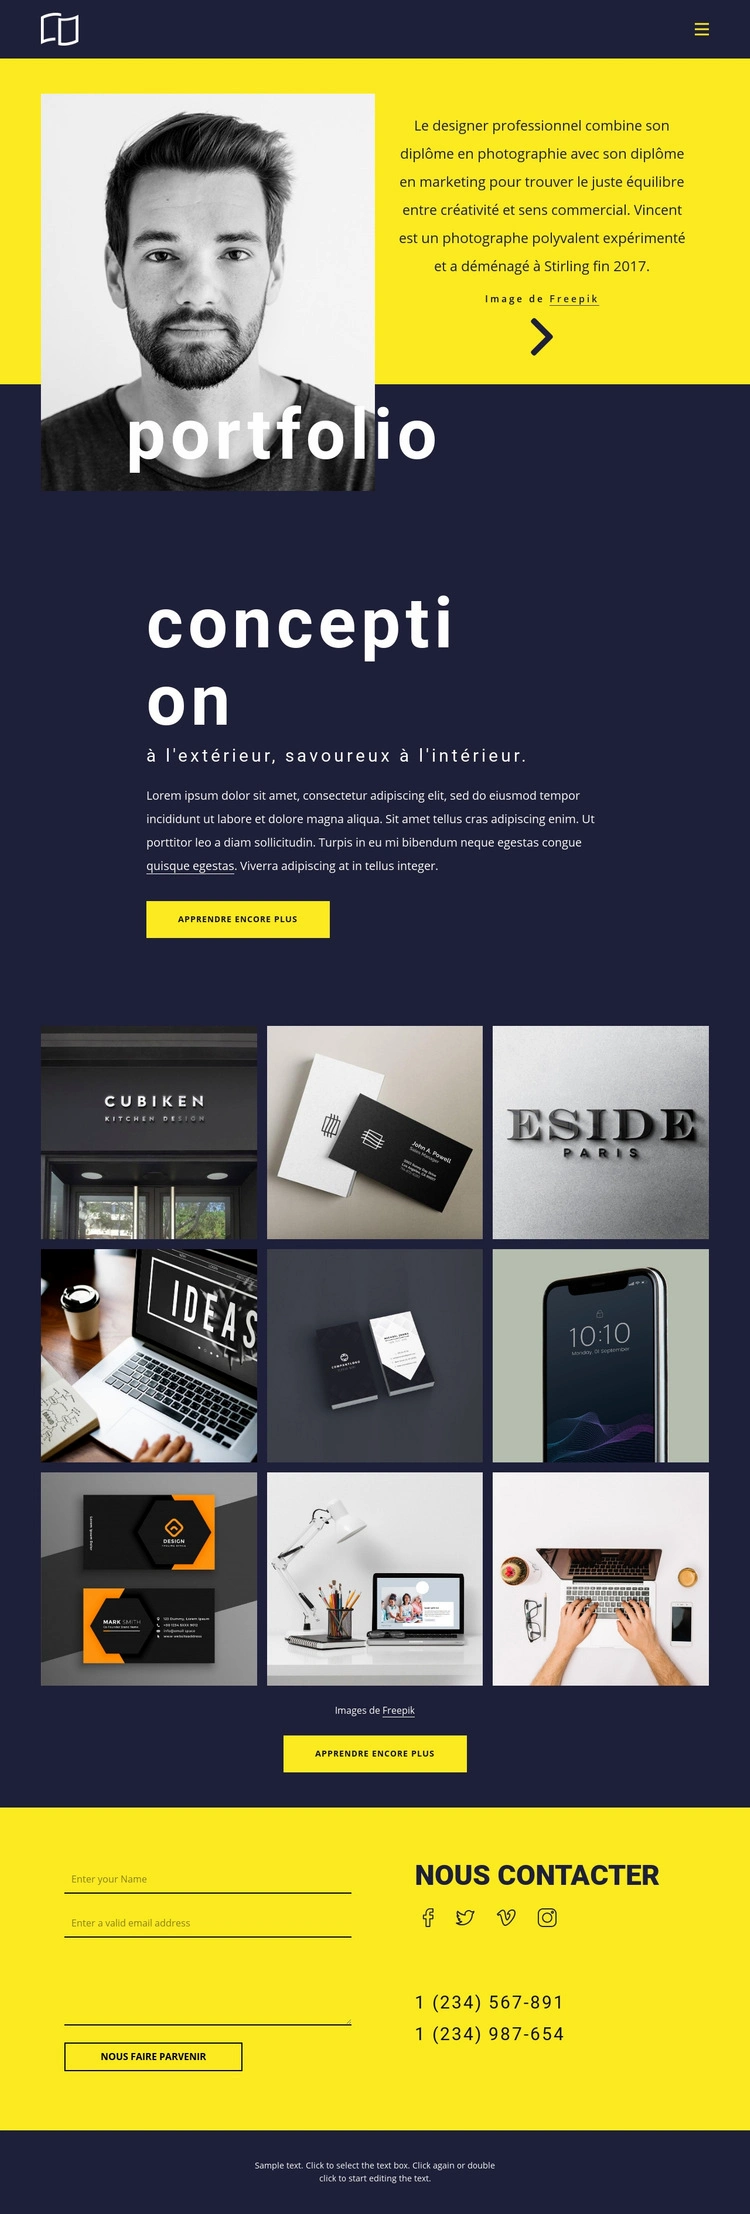 Le designer professionnel combine son
diplôme en photographie avec son diplôme
en marketing pour trouver le juste équilibre
entre créativité et sens commercial. Vincent
est un photographe polyvalent expérimenté
et a déménagé à Stirling fin 2017.
Image de Freepik
portfolio
concepti
on
à l'extérieur, savoureux à l'intérieur.
Lorem ipsum dolor sit amet, consectetur adipiscing elit, sed do eiusmod tempor
incididunt ut labore et dolore magna aliqua. Sit amet tellus cras adipiscing enim. Ut
porttitor leo a diam sollicitudin. Turpis in eu mi bibendum neque egestas congue
quisque egestas. Viverra adipiscing at in tellus integer.
APPRENDRE ENCORE PLUS
CUBIKEN
KITCHEN DESIGN
John A. Powell
Sales Manager
ESIDE
PARIS
IDEAS
10:10
Monday, 01 September
DESIGN
MARK SMITH
Images de Freepik
APPRENDRE ENCORE PLUS
Enter your Name
Enter a valid email address
NOUS FAIRE PARVENIR
NOUS CONTACTER
1 (234) 567-891
1 (234) 987-654
Sample text. Click to select the text box. Click again or double
click to start editing the text.